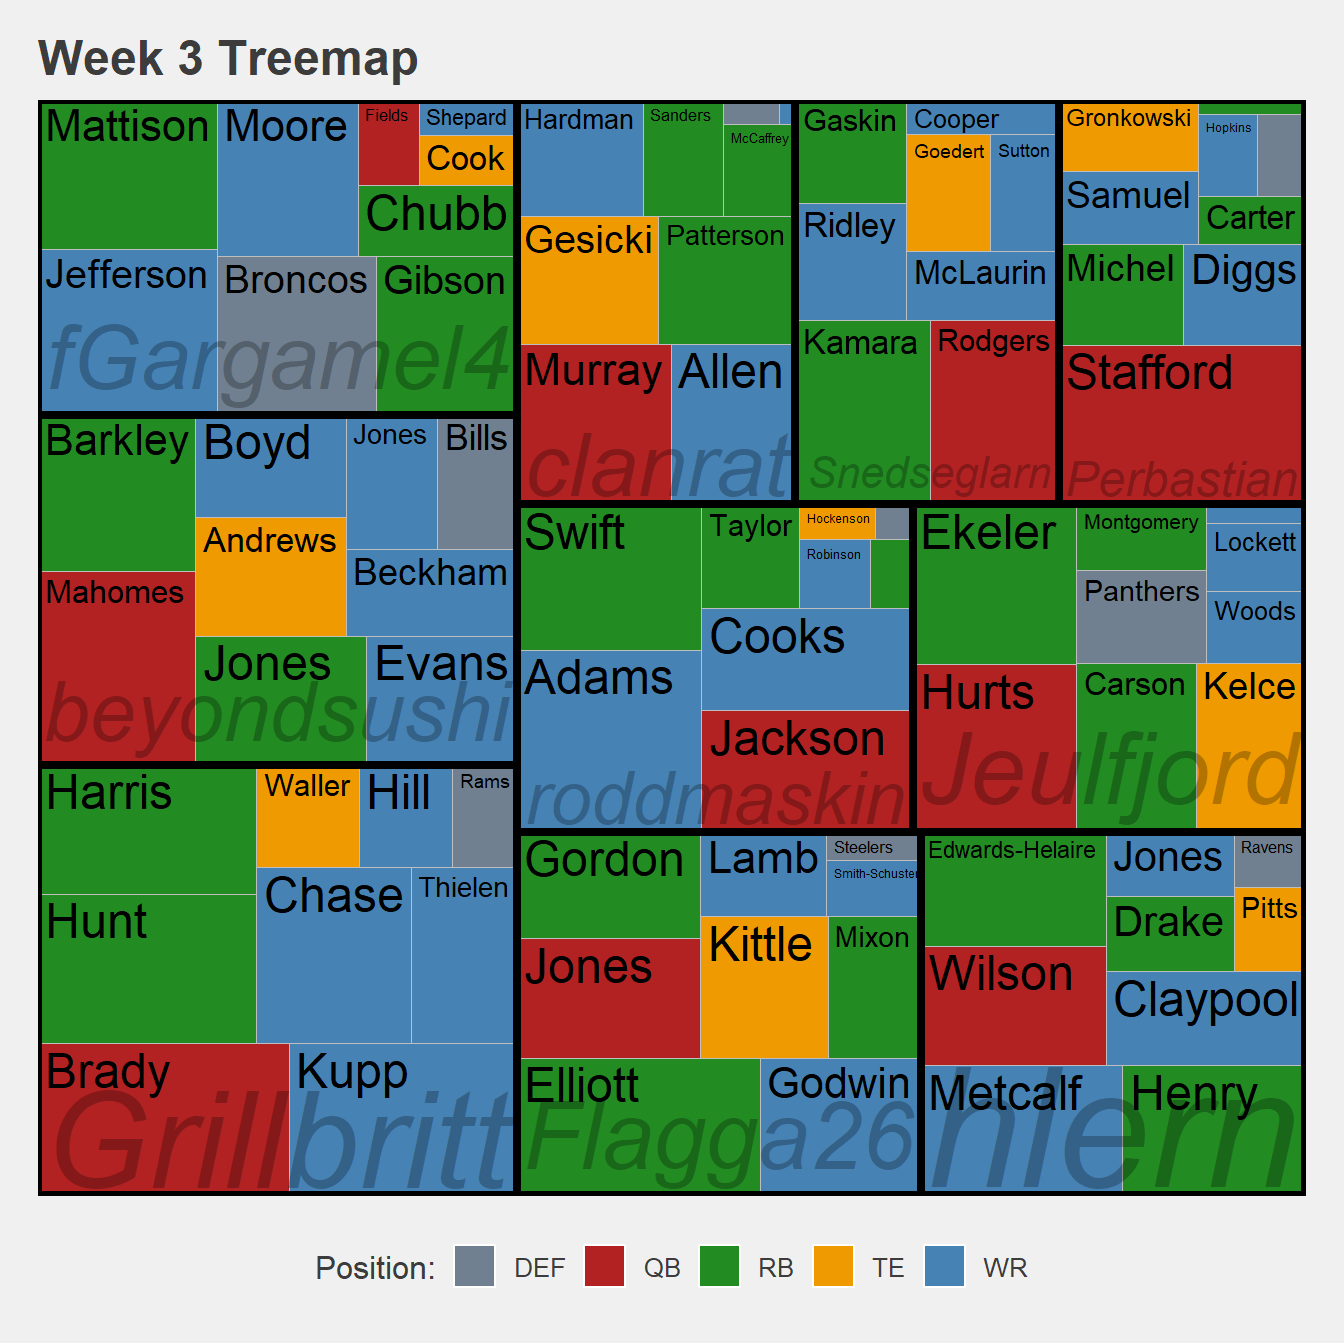 Week 3 Treemap
Mattison
Moore
Fields
Shepard
Cook
Chubb
Jefferson
Broncos
Gibson
fGargamel4
Hardman
Sanders
McCaffrey
Gesicki
Patterson
Murray
Allen
clanrat
Gaskin
Cooper
Goedert
Sutton
Ridley
McLaurin
Kamara
Rodgers
Snedseglarn
Gronkowski
Hopkins
Samuel
Carter
Michel
Diggs
Stafford
Perbastian
Barkley
Boyd
Jones
Bills
Andrews
Beckham
Mahomes
Jones
Evans
beyondsushi
Swift
Taylor
Hockenson
Robinson
Cooks
Adams
Jackson
roddmaskin
Ekeler
Montgomery
Lockett
Panthers
Woods
Hurts
Carson
Kelce
Jeulfjord
Harris
Waller
Hill
Rams
Hunt
Chase
Thielen
Brady
Kupp
Grillbritt
Gordon
Lamb
Steelers
Smith-Schuster
Jones
Kittle
Mixon
Elliott
Godwin
Flagga26
Edwards-Helaire
Jones
Ravens
Drake
Pitts
Wilson
Claypool
Metcalf
Henry
hlern
Position: DEF QB RB TE WR